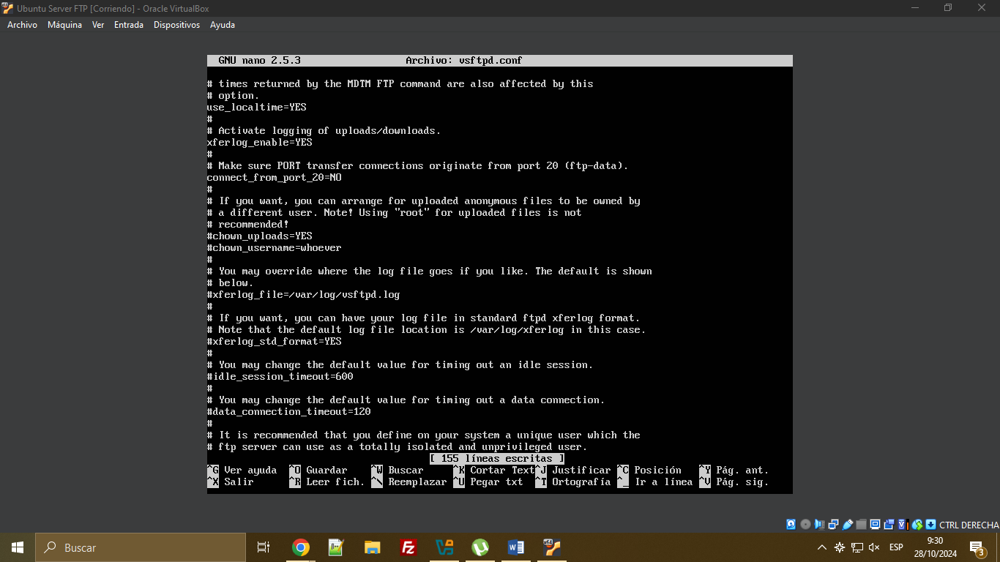 Ubuntu Server FTP [Corriendo] - Oracle VirtualBox
Archivo Máquina Ver Entrada Dispositivos Ayuda
GNU nano 2.5.3 Archivo: vsftpd.conf
# times returned by the MDTM FTP command are also affected by this
# option.
use_localtime=YES
#
# Activate logging of uploads/downloads.
xferlog_enable=YES
#
# Make sure PORT transfer connections originate from port 20 (ftp-data).
connect_from_port_20=NO
#
# If you want, you can arrange for uploaded anonymous files to be owned by
# a different user. Note! Using "root" for uploaded files is not
# recommended!
#chown_uploads=YES
#chown_username=whoever
#
# You may override where the log file goes if you like. The default is shown
# below.
#xferlog_file=/var/log/vsftpd.log
#
# If you want, you can have your log file in standard ftpd xferlog format.
# Note that the default log file location is /var/log/xferlog in this case.
#xferlog_std_format=YES
#
# You may change the default value for timing out an idle session.
#idle_session_timeout=600
#
# You may change the default value for timing out a data connection.
#data_connection_timeout=120
#
# It is recommended that you define on your system a unique user which the
# ftp server can use as a totally isolated and unprivileged user.
[ 155 líneas escritas ]
^G Ver ayuda ^O Guardar ^W Buscar ^K Cortar Text ^J Justificar ^C Posición ^Y Pág. ant.
^X Salir ^R Leer fich. ^\ Reemplazar ^U Pegar txt ^T Ortografía ^_ Ir a línea ^V Pág. sig.
CTRL DERECHA
Buscar
ESP
9:30
28/10/2024
3